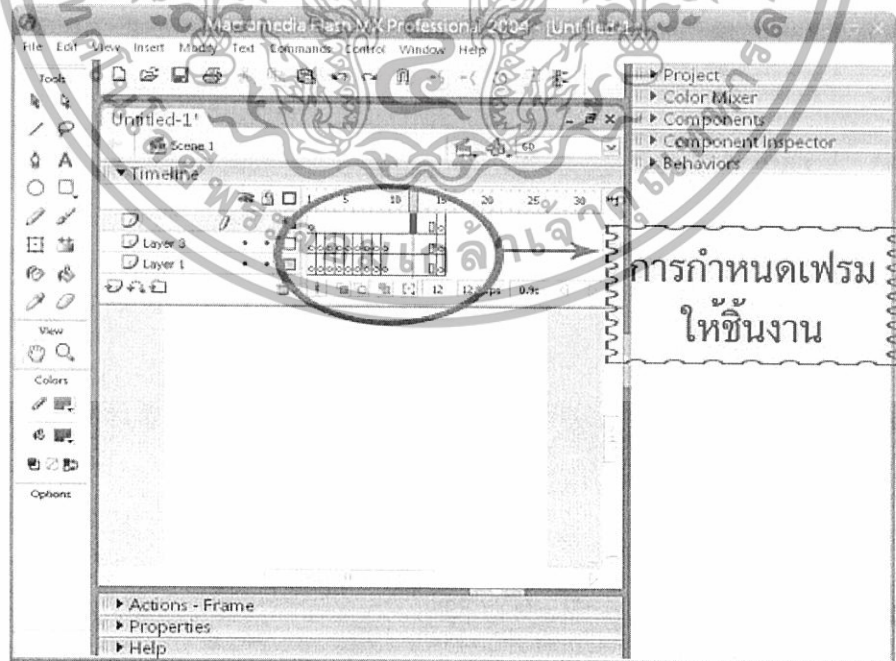 Macromedia Flash MX Professional 2004 - [Untitled-1]
File Edit View Insert Modify Text Commands Control Window Help
Tools
Project
Color Mixer
Components
Component Inspector
Behaviors
Untitled-1*
Scene 1
60
Timeline
1 5 10 15 20 25 30
Layer 3
Layer 1
12 12 fps 0.9s
การกำหนดเฟรม
ให้ชิ้นงาน
View
Colors
Options
Actions - Frame
Properties
Help